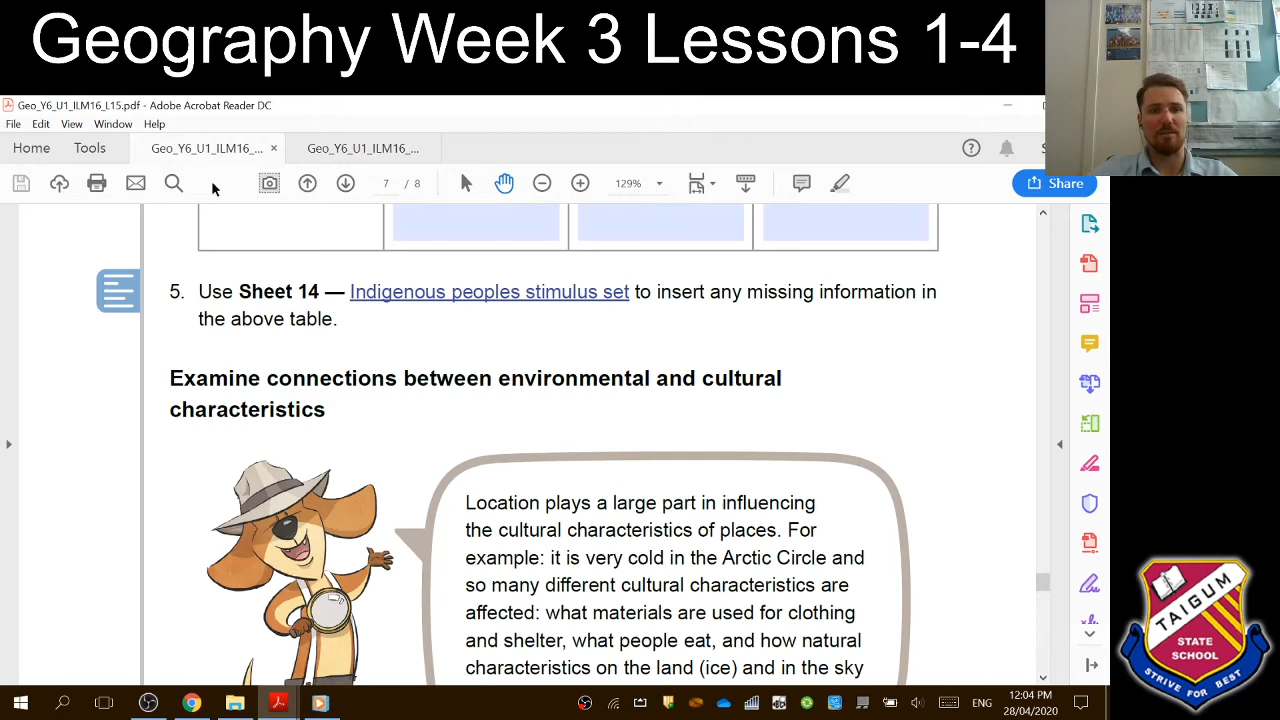 Geography Week 3 Lessons 1-4
Geo_Y6_U1_ILM16_L15.pdf - Adobe Acrobat Reader DC
File Edit View Window Help
Home Tools Geo_Y6_U1_ILM16_... × Geo_Y6_U1_ILM16_...
7 / 8 129% Share
5. Use Sheet 14 — Indigenous peoples stimulus set to insert any missing information in
the above table.
Examine connections between environmental and cultural
characteristics
Location plays a large part in influencing
the cultural characteristics of places. For
example: it is very cold in the Arctic Circle and
so many different cultural characteristics are
affected: what materials are used for clothing
and shelter, what people eat, and how natural
characteristics on the land (ice) and in the sky
TAIGUM
STATE
SCHOOL
STRIVE FOR BEST
ENG
12:04 PM
28/04/2020